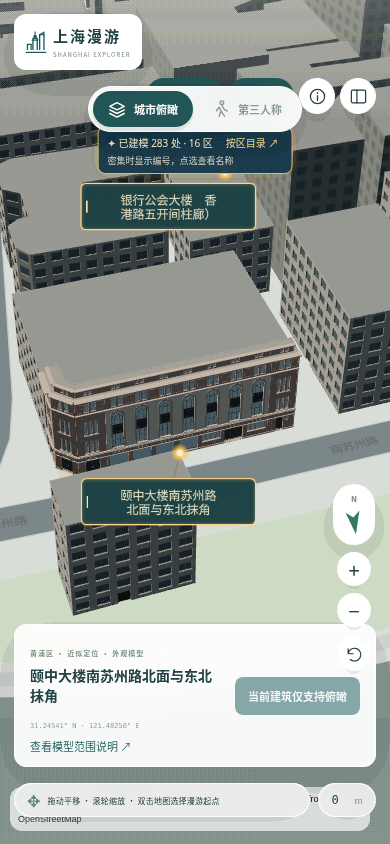 上海漫游
SHANGHAI EXPLORER
城市俯瞰
第三人称
✦ 已建模 283 处 · 16 区 按区目录 ↗
密集时显示编号，点选查看名称
银行公会大楼 香
港路五开间柱廊）
南苏州路
州路
颐中大楼南苏州路
北面与东北抹角
N
+
−
黄浦区 · 近似定位 · 外观模型
颐中大楼南苏州路北面与东北
抹角
当前建筑仅支持俯瞰
31.24541° N · 121.48258° E
查看模型范围说明 ↗
拖动平移 · 滚轮缩放 · 双击地图选择漫游起点
0 m
OpenStreetMap